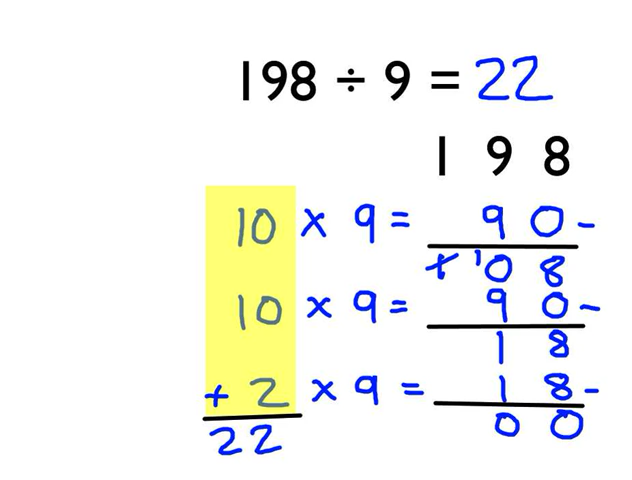 198 ÷ 9 = 22
1 9 8
10 × 9 = 9 0 -
1 ¹0 8
10 × 9 = 9 0 -
1 8
+ 2 × 9 = 1 8 -
22 0 0